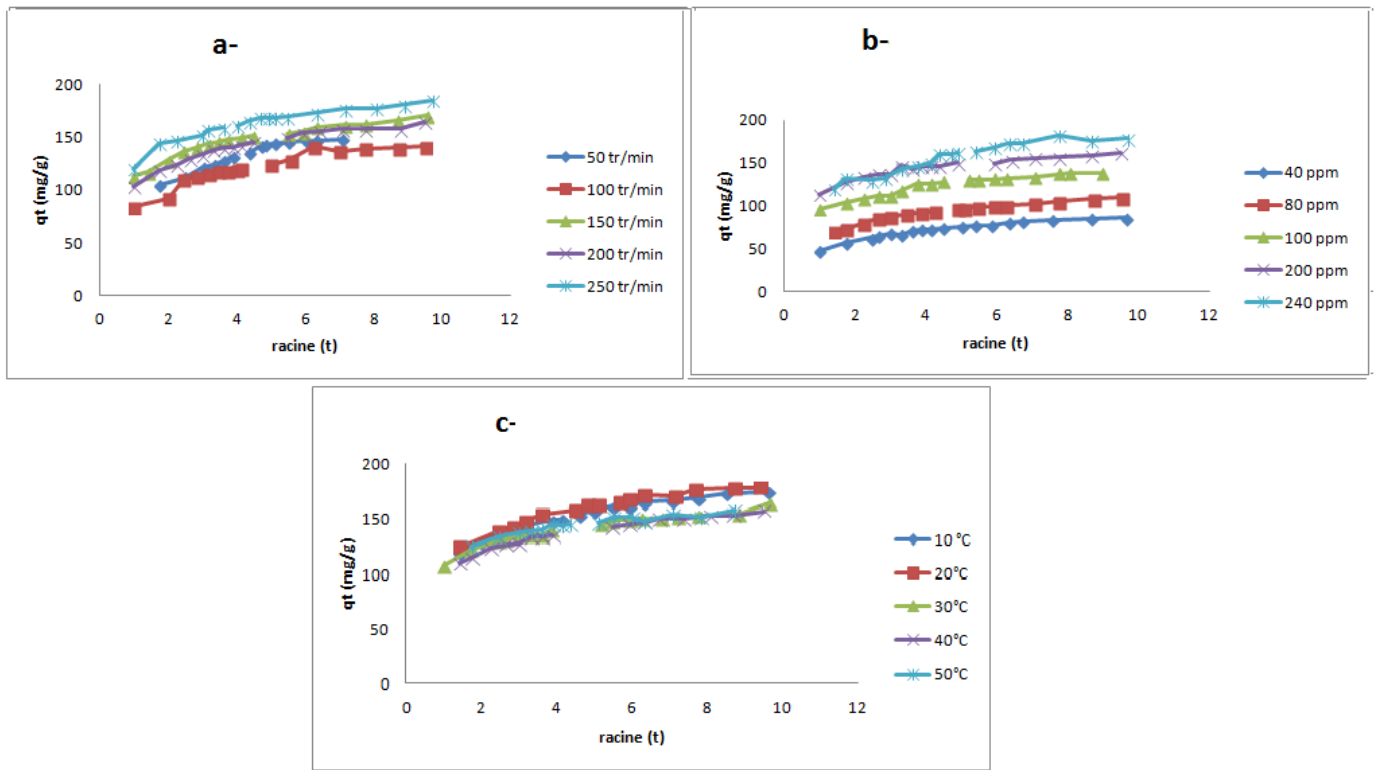 a-
200
150
100
50
0
qt (mg/g)
0 2 4 6 8 10 12
racine (t)
50 tr/min
100 tr/min
150 tr/min
200 tr/min
250 tr/min
b-
200
150
100
50
0
qt (mg/g)
0 2 4 6 8 10 12
racine (t)
40 ppm
80 ppm
100 ppm
200 ppm
240 ppm
c-
200
150
100
50
0
qt (mg/g)
0 2 4 6 8 10 12
racine (t)
10 °C
20°C
30°C
40°C
50°C